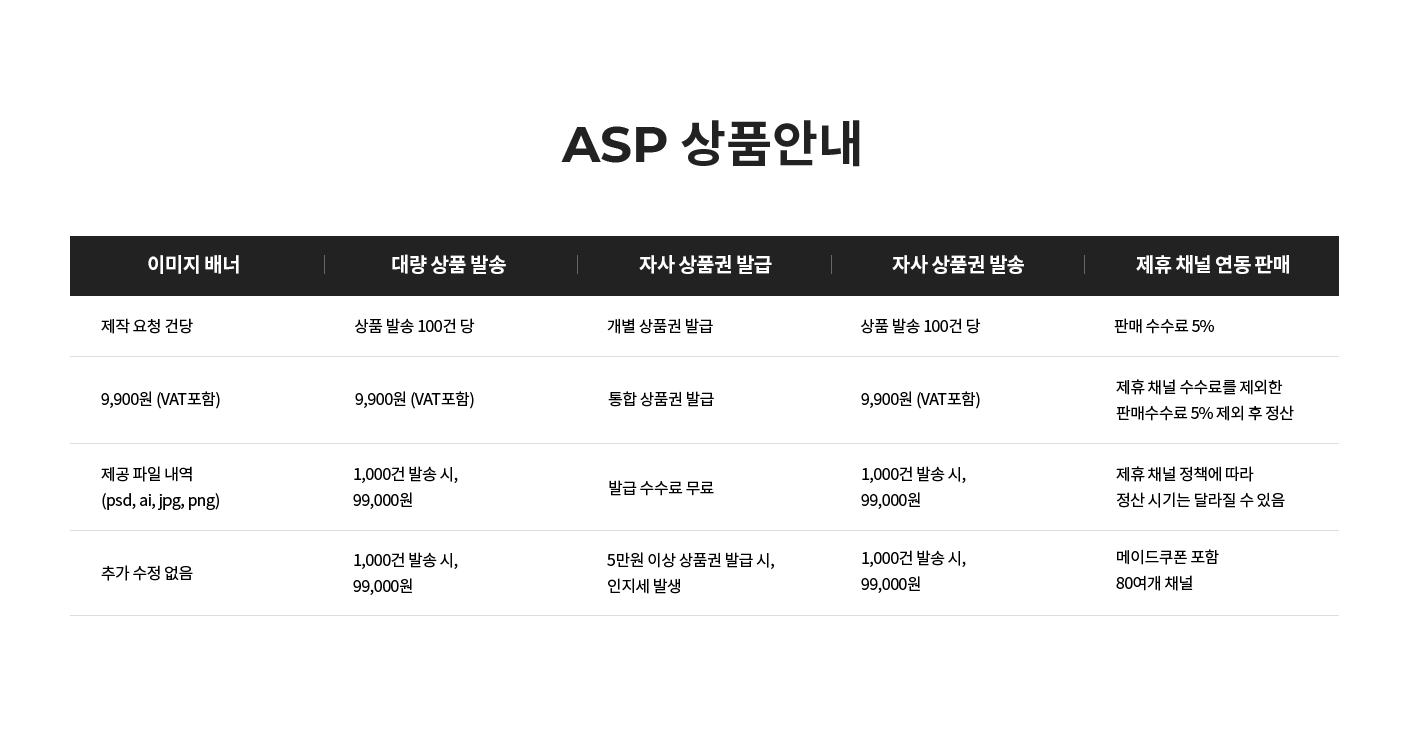 ASP 상품안내
이미지 배너
대량 상품 발송
자사 상품권 발급
자사 상품권 발송
제휴 채널 연동 판매
제작 요청 건당
상품 발송 100건 당
개별 상품권 발급
상품 발송 100건 당
판매 수수료 5%
9,900원 (VAT포함)
9,900원 (VAT포함)
통합 상품권 발급
9,900원 (VAT포함)
제휴 채널 수수료를 제외한
판매수수료 5% 제외 후 정산
제공 파일 내역
(psd, ai, jpg, png)
1,000건 발송 시,
99,000원
발급 수수료 무료
1,000건 발송 시,
99,000원
제휴 채널 정책에 따라
정산 시기는 달라질 수 있음
추가 수정 없음
1,000건 발송 시,
99,000원
5만원 이상 상품권 발급 시,
인지세 발생
1,000건 발송 시,
99,000원
메이드쿠폰 포함
80여개 채널